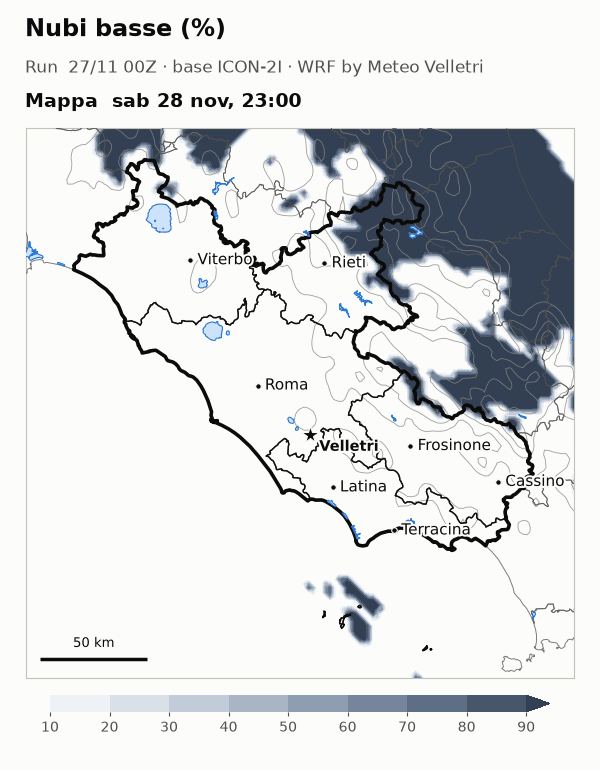 Nubi basse (%)
Run  27/11 00Z · base ICON-2I · WRF by Meteo Velletri
Mappa  sab 28 nov, 23:00
Viterbo
Rieti
Roma
Velletri
Frosinone
Cassino
Latina
Terracina
50 km
10 20 30 40 50 60 70 80 90